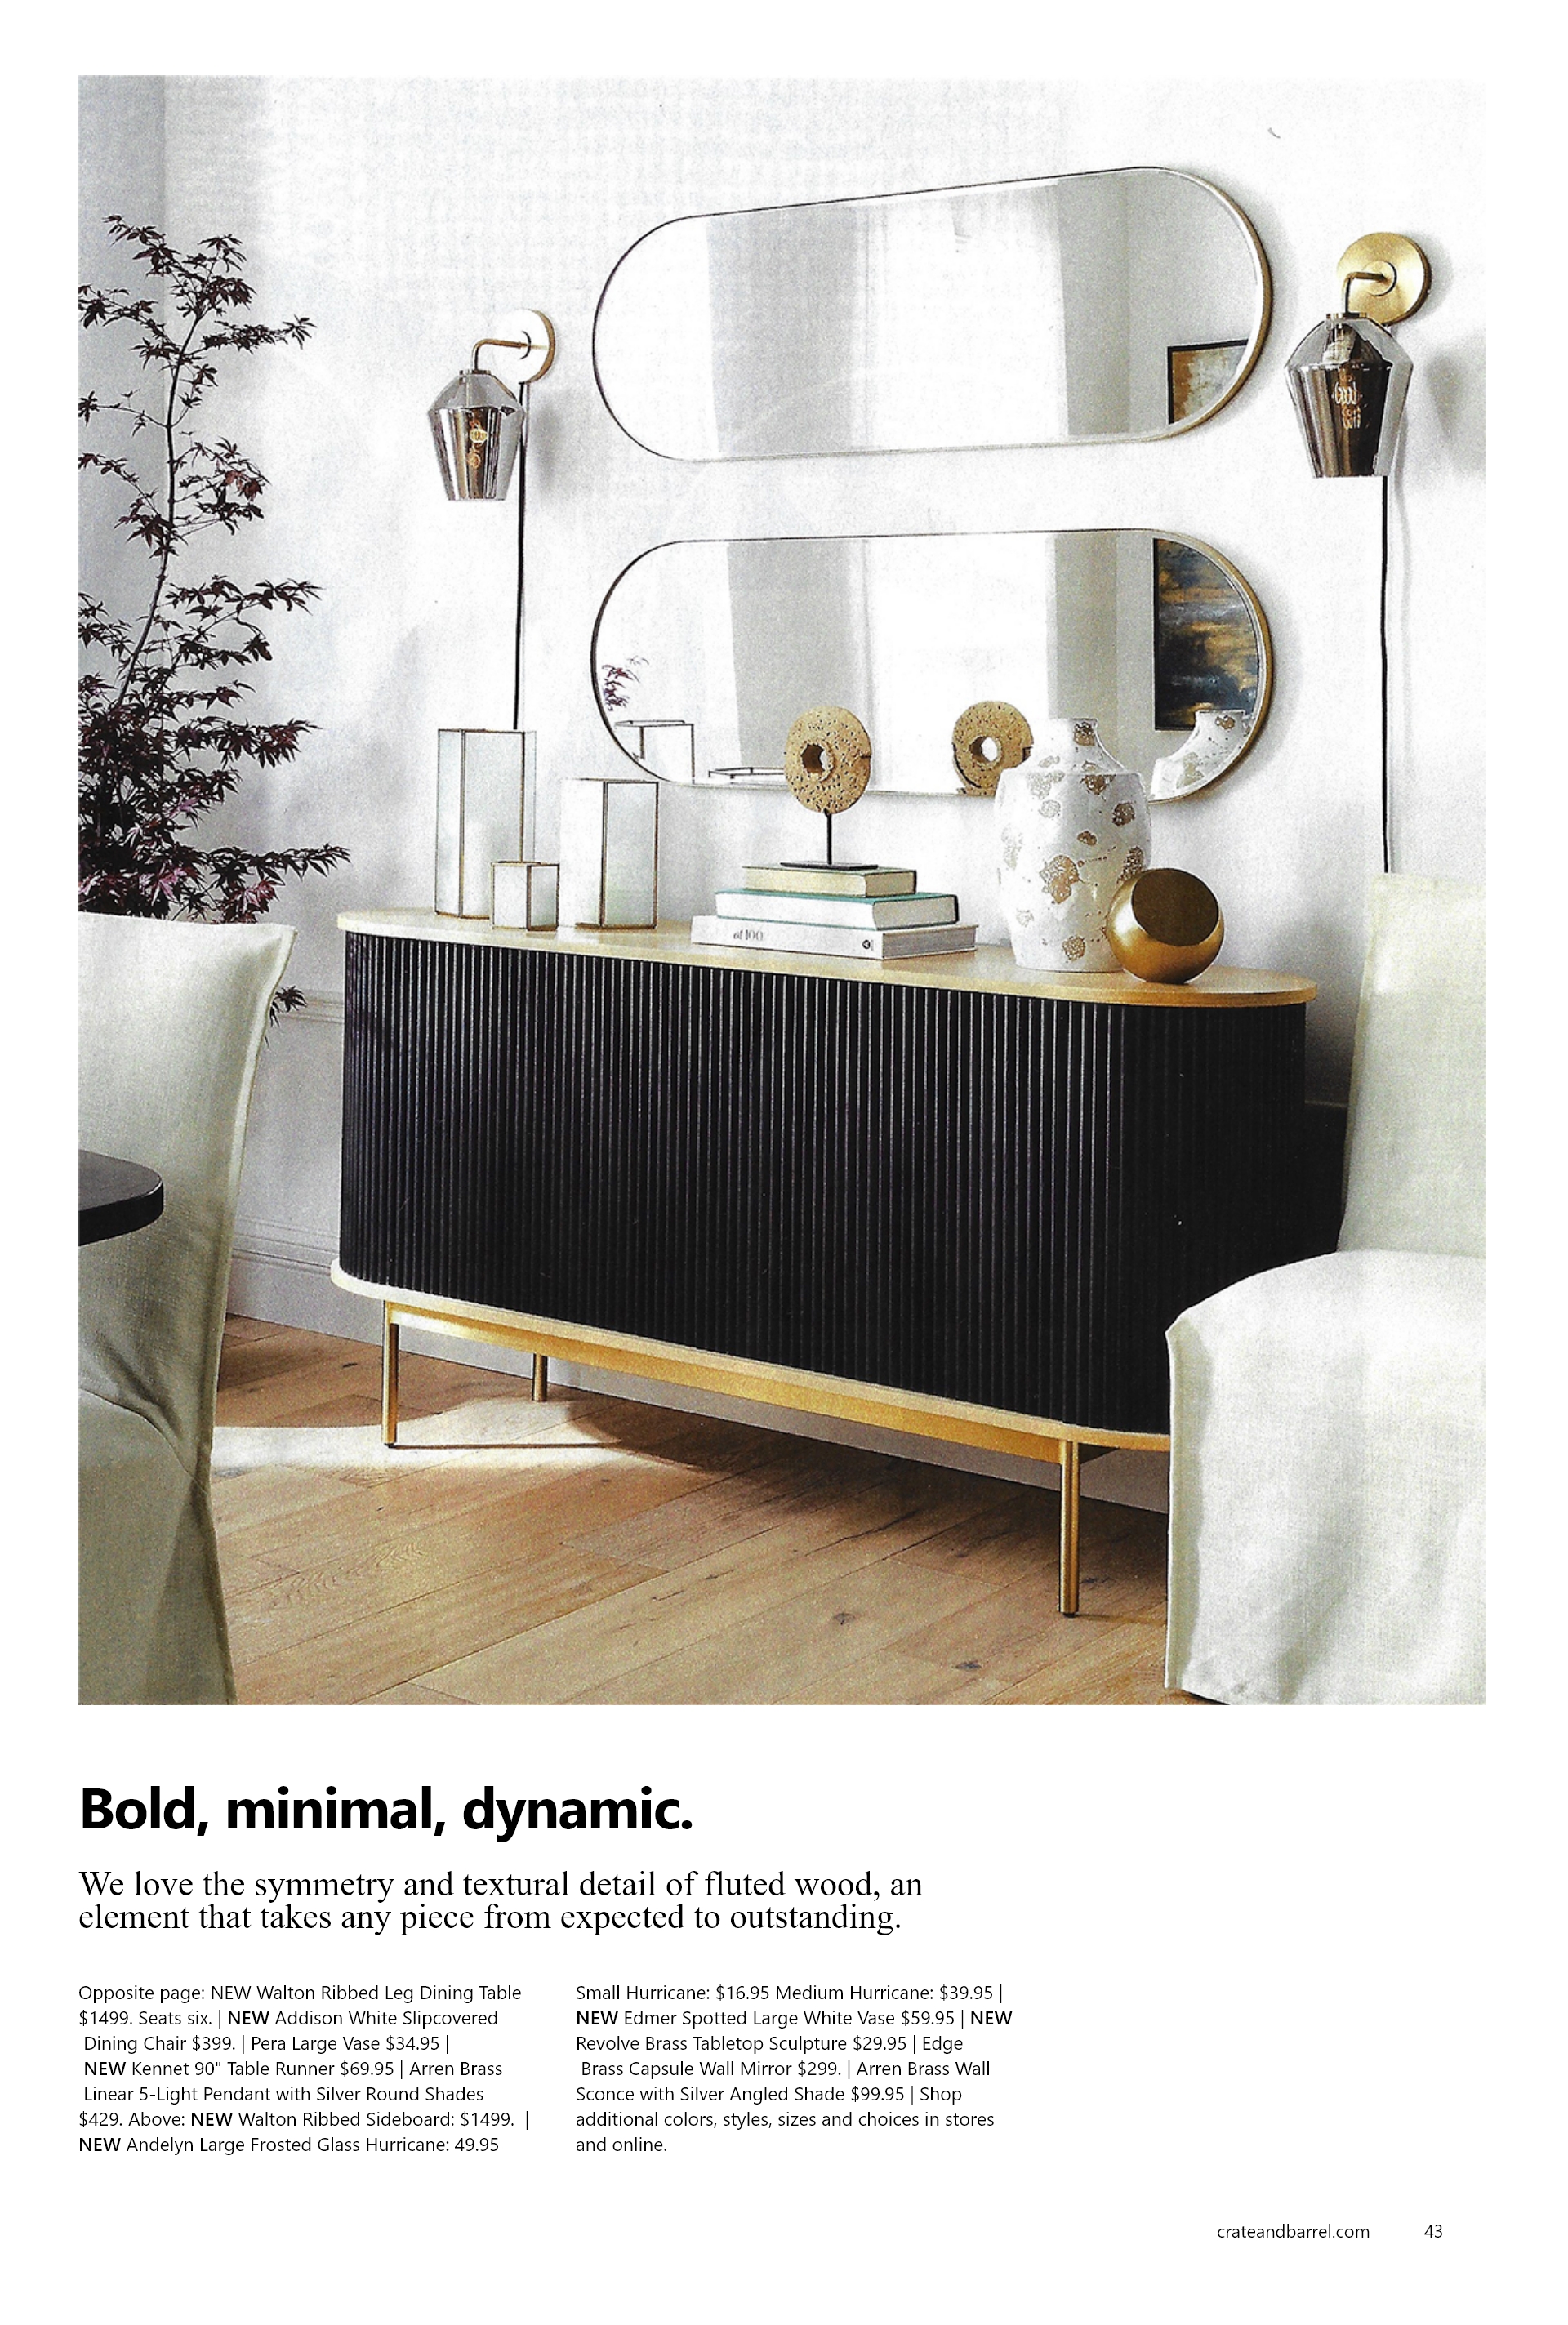 of 100
Bold, minimal, dynamic.
We love the symmetry and textural detail of fluted wood, an
element that takes any piece from expected to outstanding.
Opposite page: NEW Walton Ribbed Leg Dining Table
$1499. Seats six. | NEW Addison White Slipcovered
Dining Chair $399. | Pera Large Vase $34.95 |
NEW Kennet 90" Table Runner $69.95 | Arren Brass
Linear 5-Light Pendant with Silver Round Shades
$429. Above: NEW Walton Ribbed Sideboard: $1499. |
NEW Andelyn Large Frosted Glass Hurricane: 49.95
Small Hurricane: $16.95 Medium Hurricane: $39.95 |
NEW Edmer Spotted Large White Vase $59.95 | NEW
Revolve Brass Tabletop Sculpture $29.95 | Edge
Brass Capsule Wall Mirror $299. | Arren Brass Wall
Sconce with Silver Angled Shade $99.95 | Shop
additional colors, styles, sizes and choices in stores
and online.
crateandbarrel.com 43